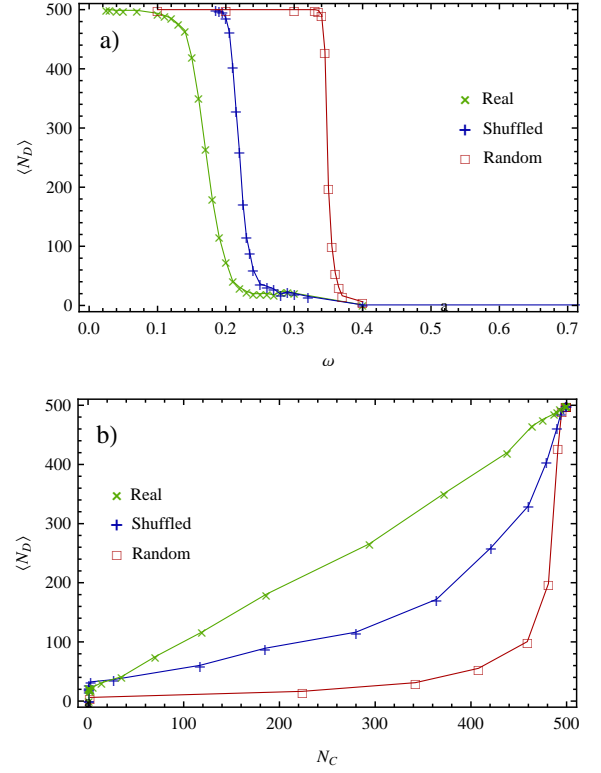 a)
500
400
300
200
100
0
⟨N_D⟩
× Real
+ Shuffled
□ Random
a
0.0 0.1 0.2 0.3 0.4 0.5 0.6 0.7
ω
b)
500
400
300
200
100
0
⟨N_D⟩
× Real
+ Shuffled
□ Random
0 100 200 300 400 500
N_C